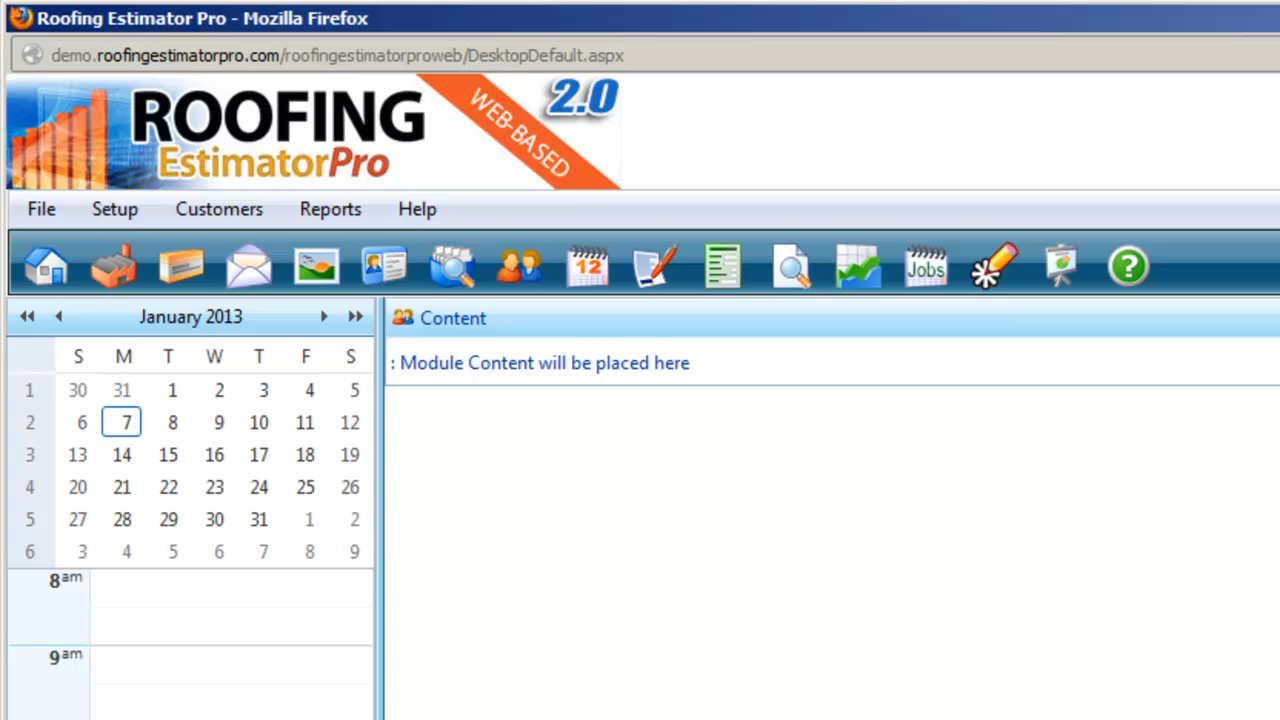 Roofing Estimator Pro - Mozilla Firefox
demo.roofingestimatorpro.com/roofingestimatorproweb/DesktopDefault.aspx
ROOFING
EstimatorPro
WEB-BASED
2.0
File Setup Customers Reports Help
12
Jobs
?
January 2013
S M T W T F S
1 30 31 1 2 3 4 5
2 6 7 8 9 10 11 12
3 13 14 15 16 17 18 19
4 20 21 22 23 24 25 26
5 27 28 29 30 31 1 2
6 3 4 5 6 7 8 9
8am
9am
Content
: Module Content will be placed here